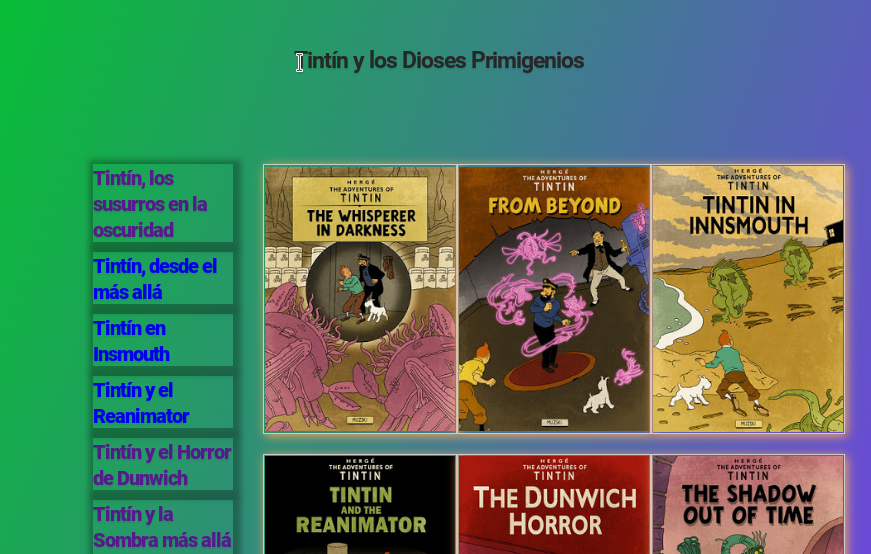 Tintín y los Dioses Primigenios
Tintín, los
susurros en la
oscuridad
Tintín, desde el
más allá
Tintín en
Insmouth
Tintín y el
Reanimator
Tintín y el Horror
de Dunwich
Tintín y la
Sombra más allá
HERGÉ
THE ADVENTURES OF
TINTIN
THE WHISPERER
IN DARKNESS
MUZSKI
HERGÉ
THE ADVENTURES OF
TINTIN
FROM BEYOND
MUZSKI
HERGÉ
THE ADVENTURES OF
TINTIN
TINTIN IN
INNSMOUTH
MUZSKI
HERGÉ
THE ADVENTURES OF
TINTIN
TINTIN
AND THE
REANIMATOR
HERGÉ
THE ADVENTURES OF
TINTIN
THE DUNWICH
HORROR
HERGÉ
THE ADVENTURES OF
TINTIN
THE SHADOW
OUT OF TIME